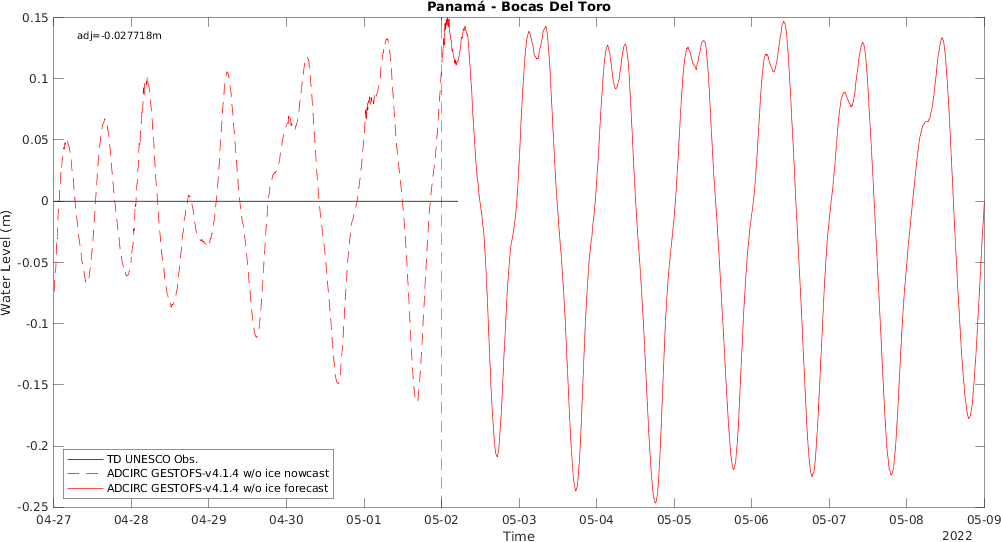 Panamá - Bocas Del Toro
adj=-0.027718m
0.15
0.1
0.05
0
-0.05
-0.1
-0.15
-0.2
-0.25
Water Level (m)
TD UNESCO Obs.
ADCIRC GESTOFS-v4.1.4 w/o ice nowcast
ADCIRC GESTOFS-v4.1.4 w/o ice forecast
04-27 04-28 04-29 04-30 05-01 05-02 05-03 05-04 05-05 05-06 05-07 05-08 05-09
Time
2022